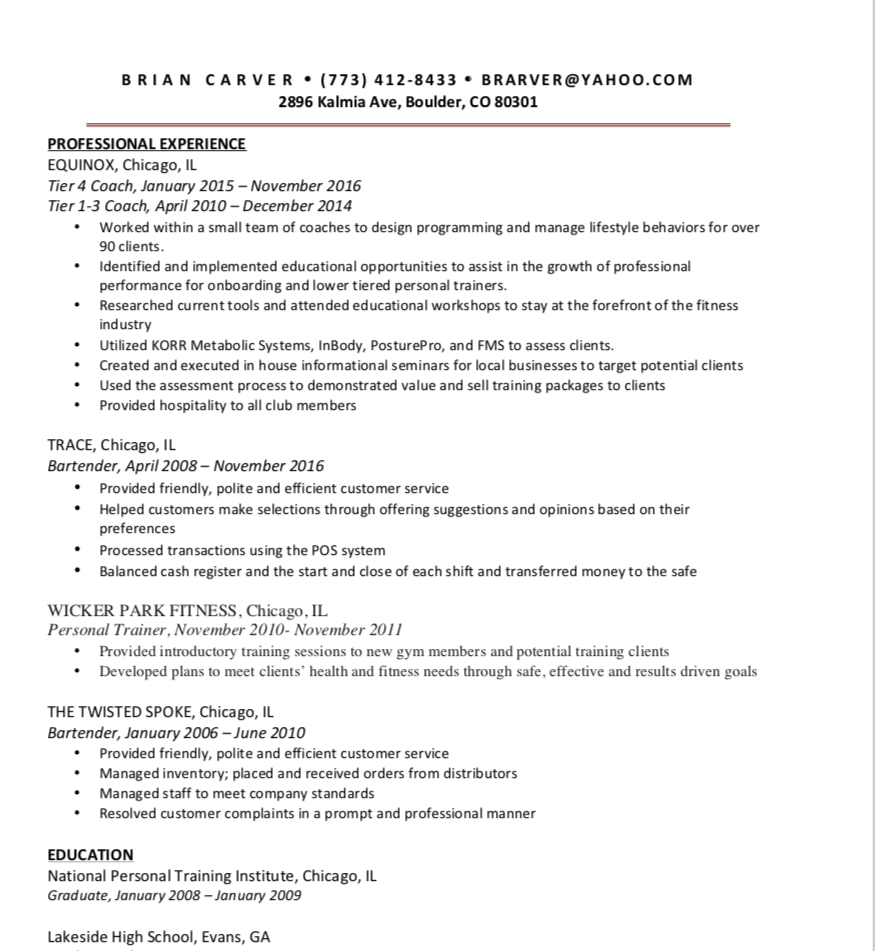 BRIAN CARVER • (773) 412-8433 • BRARVER@YAHOO.COM
2896 Kalmia Ave, Boulder, CO 80301
PROFESSIONAL EXPERIENCE
EQUINOX, Chicago, IL
Tier 4 Coach, January 2015 – November 2016
Tier 1-3 Coach, April 2010 – December 2014
• Worked within a small team of coaches to design programming and manage lifestyle behaviors for over
90 clients.
• Identified and implemented educational opportunities to assist in the growth of professional
performance for onboarding and lower tiered personal trainers.
• Researched current tools and attended educational workshops to stay at the forefront of the fitness
industry
• Utilized KORR Metabolic Systems, InBody, PosturePro, and FMS to assess clients.
• Created and executed in house informational seminars for local businesses to target potential clients
• Used the assessment process to demonstrated value and sell training packages to clients
• Provided hospitality to all club members
TRACE, Chicago, IL
Bartender, April 2008 – November 2016
• Provided friendly, polite and efficient customer service
• Helped customers make selections through offering suggestions and opinions based on their
preferences
• Processed transactions using the POS system
• Balanced cash register and the start and close of each shift and transferred money to the safe
WICKER PARK FITNESS, Chicago, IL
Personal Trainer, November 2010- November 2011
• Provided introductory training sessions to new gym members and potential training clients
• Developed plans to meet clients’ health and fitness needs through safe, effective and results driven goals
THE TWISTED SPOKE, Chicago, IL
Bartender, January 2006 – June 2010
• Provided friendly, polite and efficient customer service
• Managed inventory; placed and received orders from distributors
• Managed staff to meet company standards
• Resolved customer complaints in a prompt and professional manner
EDUCATION
National Personal Training Institute, Chicago, IL
Graduate, January 2008 – January 2009
Lakeside High School, Evans, GA